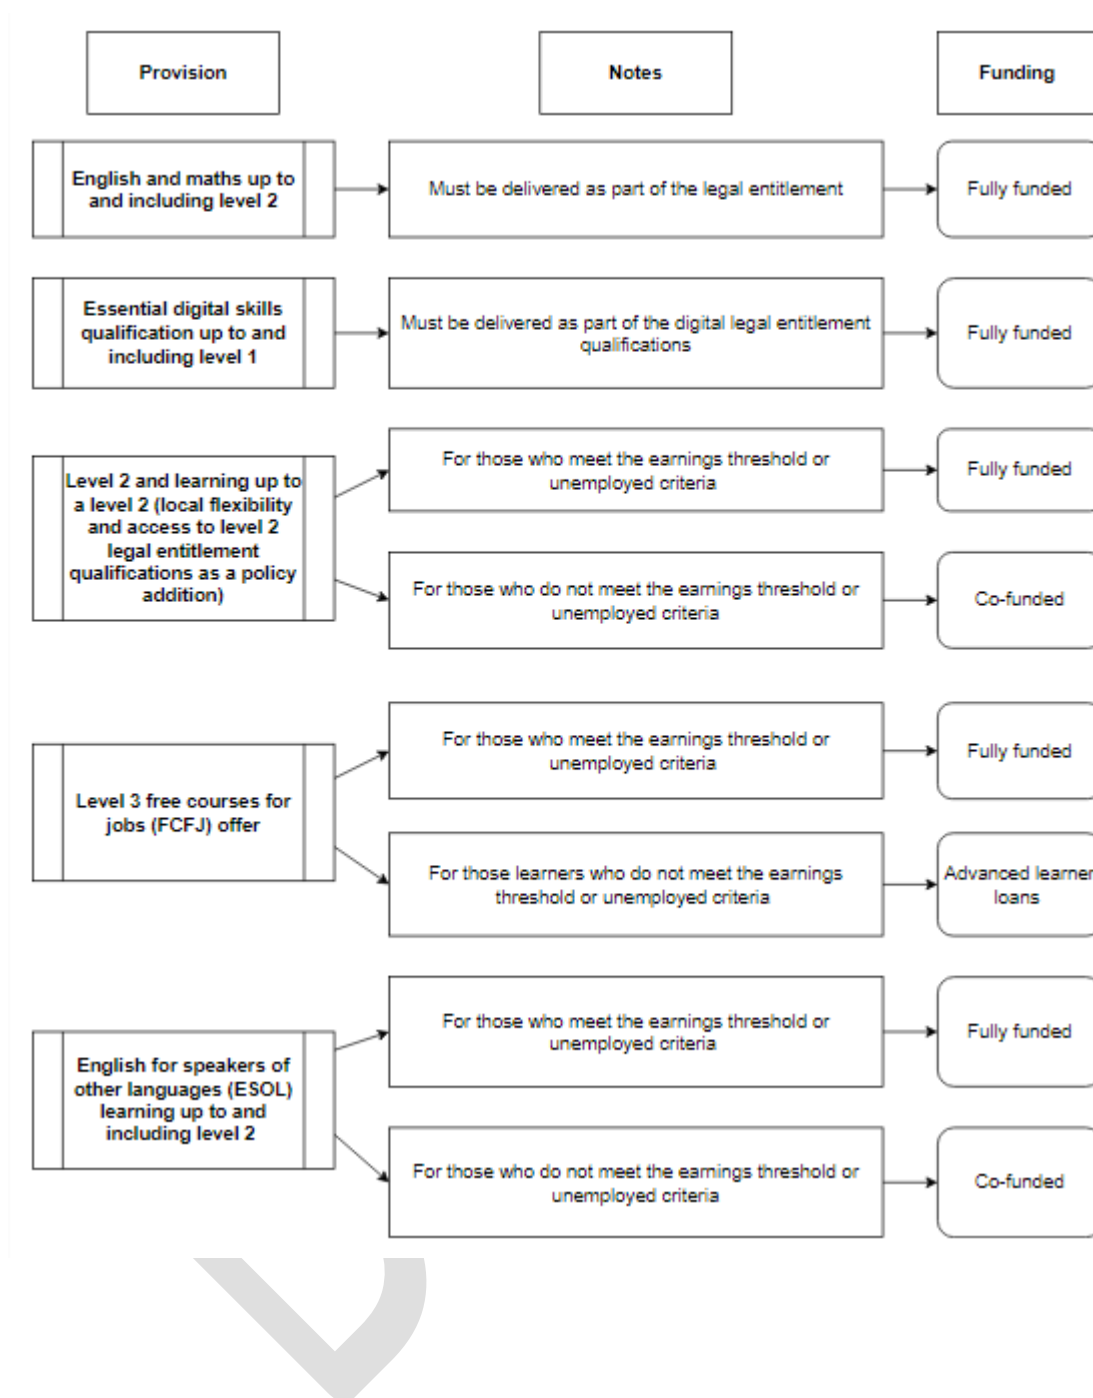 Provision
Notes
Funding
English and maths up to
and including level 2
Must be delivered as part of the legal entitlement
Fully funded
Essential digital skills
qualification up to and
including level 1
Must be delivered as part of the digital legal entitlement
qualifications
Fully funded
Level 2 and learning up to
a level 2 (local flexibility
and access to level 2
legal entitlement
qualifications as a policy
addition)
For those who meet the earnings threshold or
unemployed criteria
Fully funded
For those who do not meet the earnings threshold or
unemployed criteria
Co-funded
Level 3 free courses for
jobs (FCFJ) offer
For those who meet the earnings threshold or
unemployed criteria
Fully funded
For those learners who do not meet the earnings
threshold or unemployed criteria
Advanced learner
loans
English for speakers of
other languages (ESOL)
learning up to and
including level 2
For those who meet the earnings threshold or
unemployed criteria
Fully funded
For those who do not meet the earnings threshold or
unemployed criteria
Co-funded